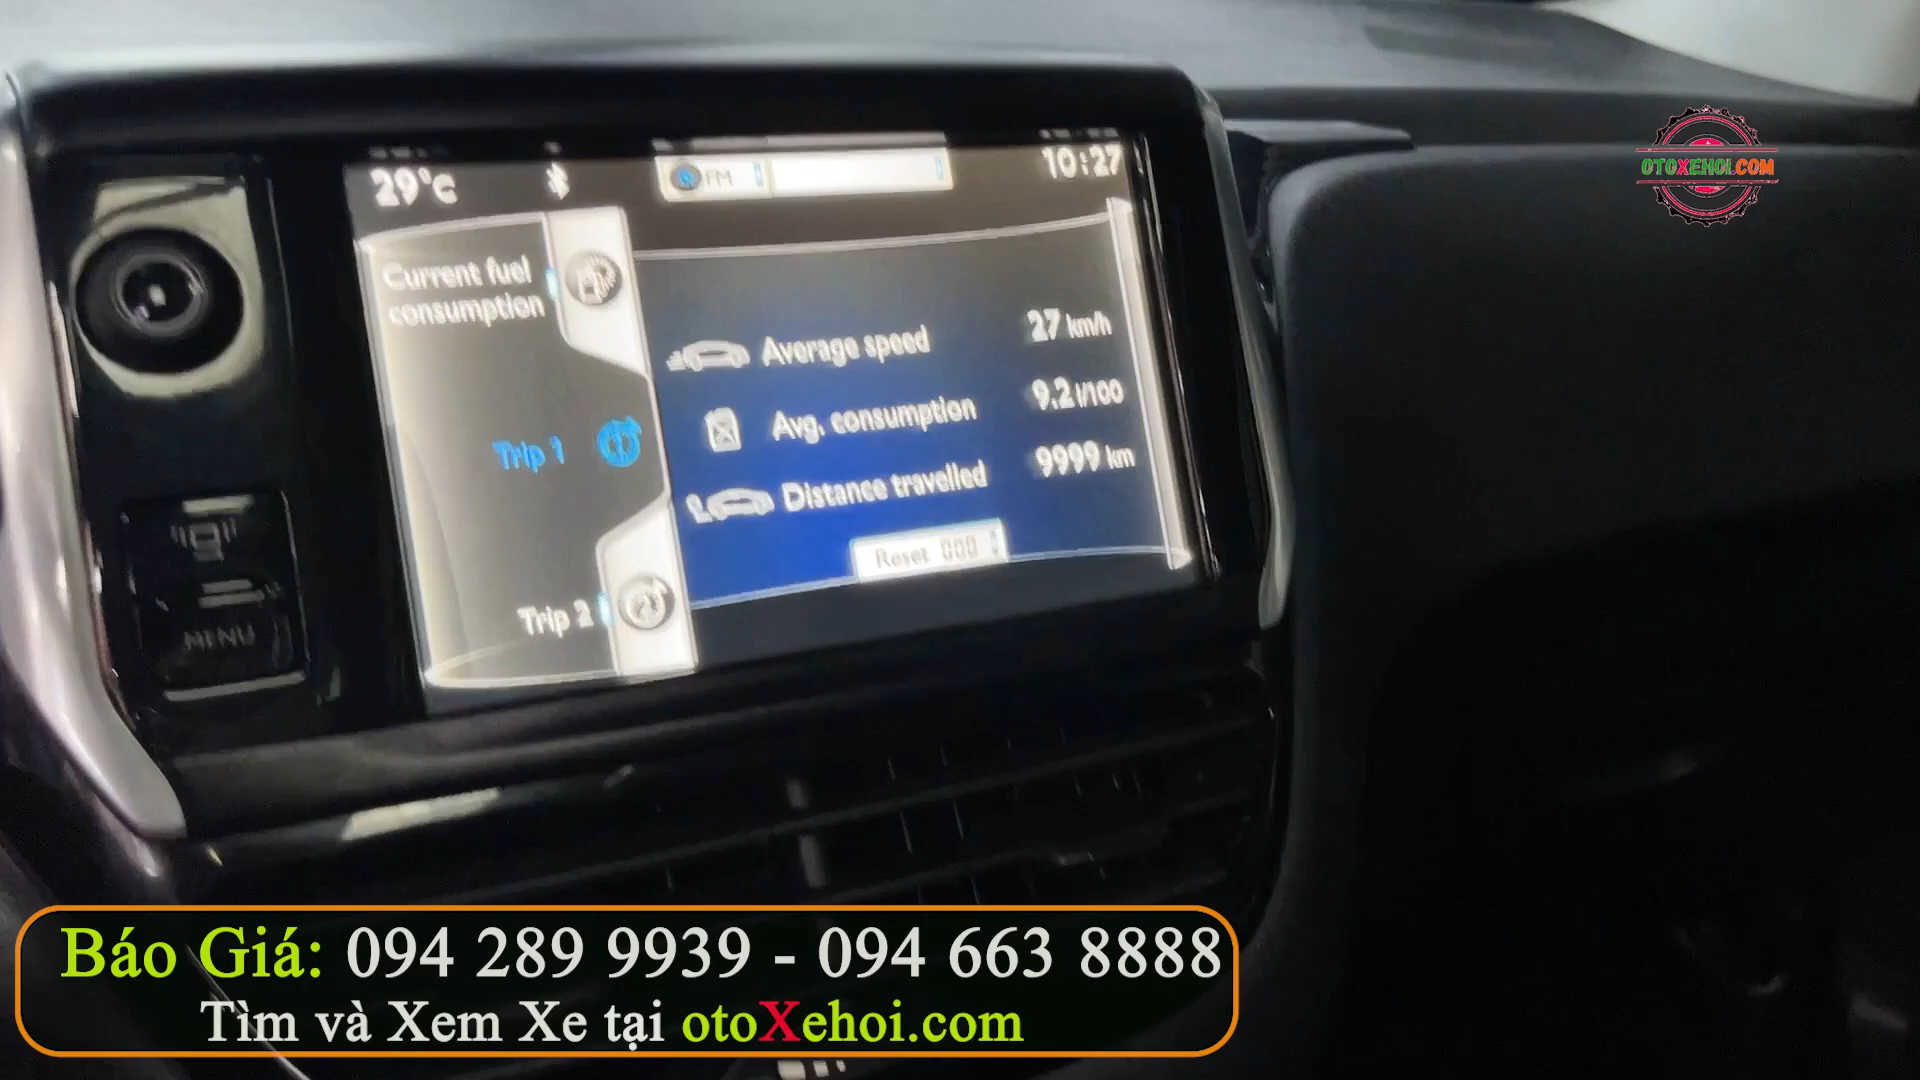 29°C
FM
10:27
OTOXEHOI.COM
Current fuel
consumption
Average speed 27 km/h
Trip 1
Avg. consumption 9.2 l/100
Distance travelled 9999 km
Reset 000
Trip 2
MENU
Báo Giá: 094 289 9939 - 094 663 8888
Tìm và Xem Xe tại otoXehoi.com